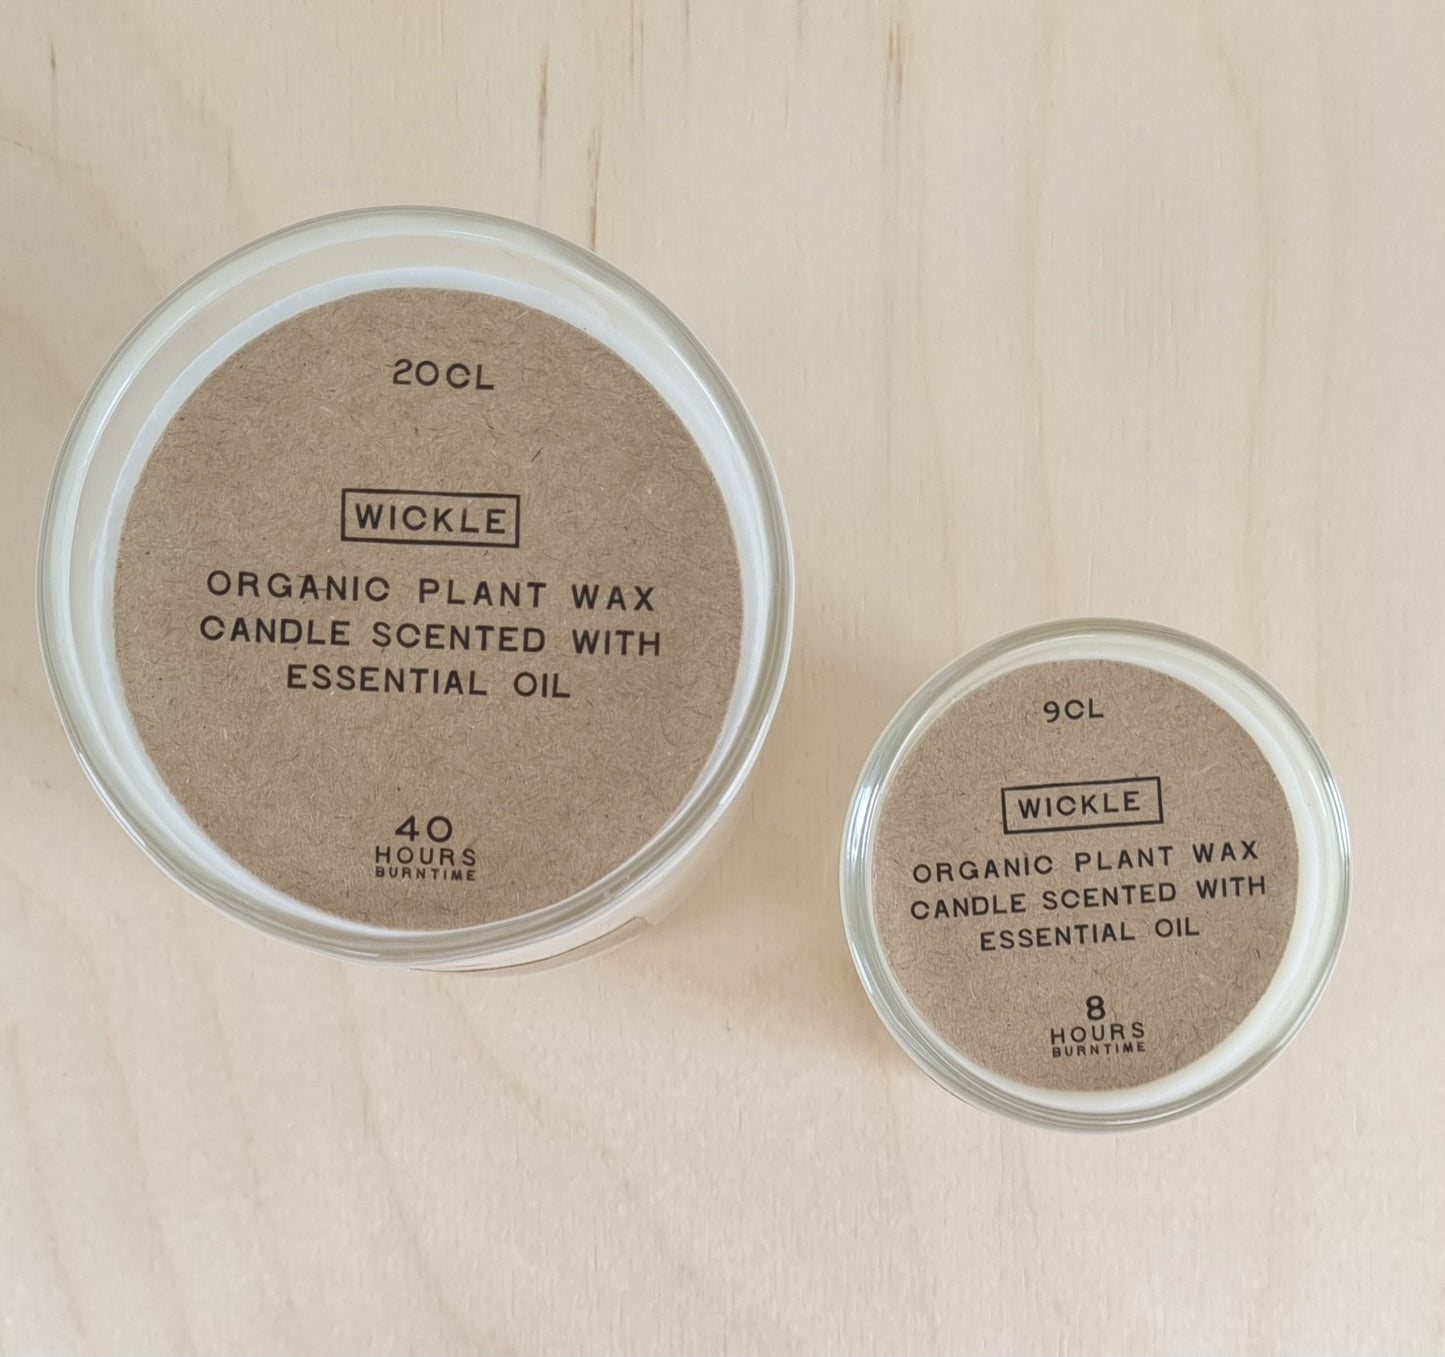 20CL
WICKLE
ORGANIC PLANT WAX
CANDLE SCENTED WITH
ESSENTIAL OIL
40
HOURS
BURNTIME
9CL
WICKLE
ORGANIC PLANT WAX
CANDLE SCENTED WITH
ESSENTIAL OIL
8
HOURS
BURNTIME